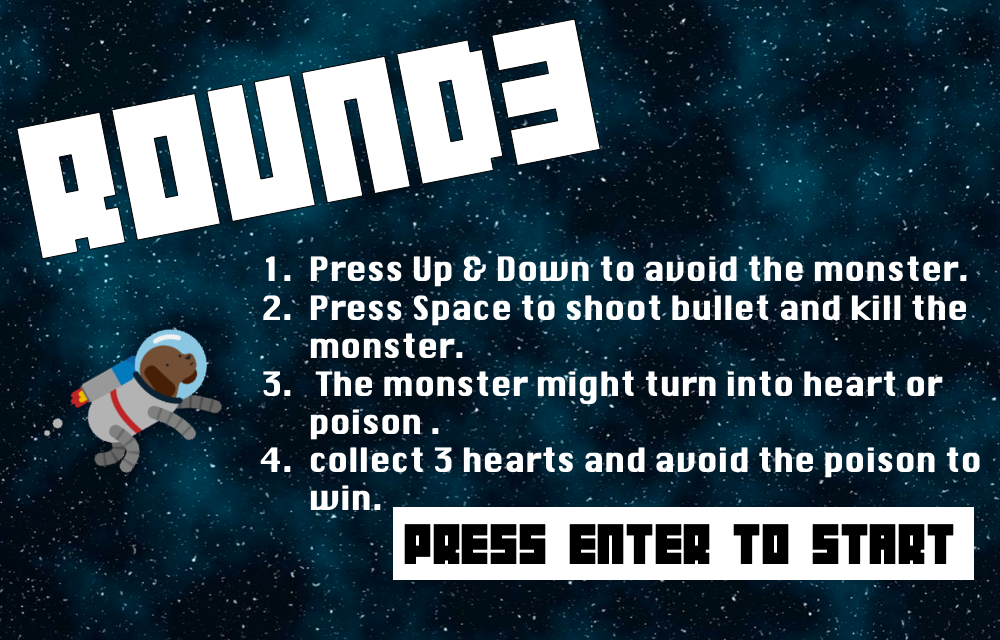 ROUND3
1. Press Up & Down to avoid the monster.
2. Press Space to shoot bullet and kill the
monster.
3. The monster might turn into heart or
poison .
4. collect 3 hearts and avoid the poison to
win.
PRESS ENTER TO START